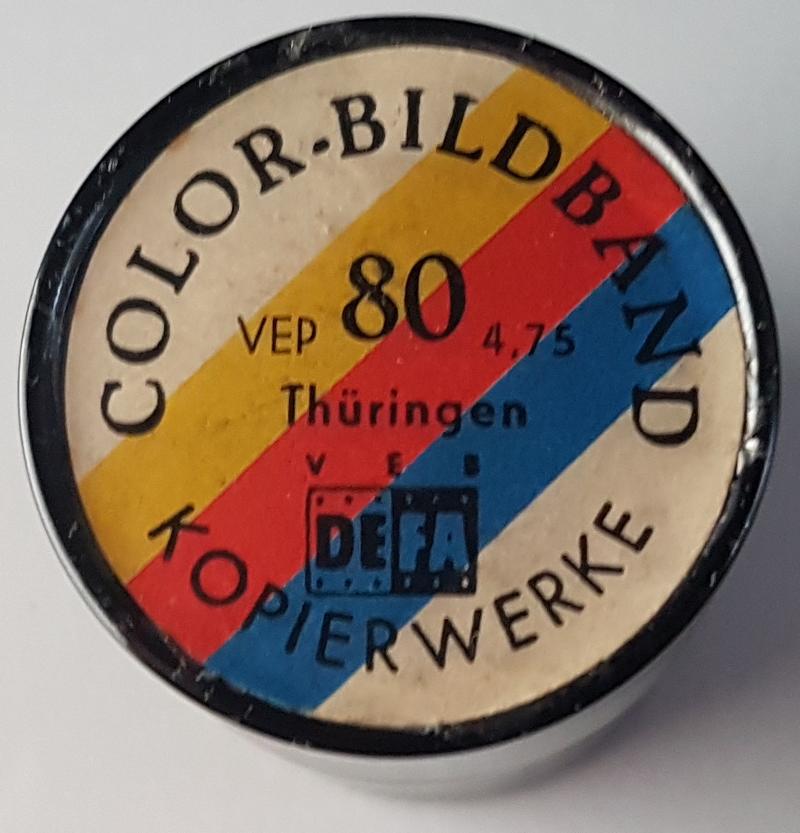 COLOR-BILDBAND
80
VEP 4,75
Thüringen
VEB
DEFA
KOPIERWERKE